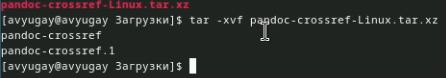 pandoc-crossref-Linux.tar.xz
[avyugay@avyugay Загрузки]$ tar -xvf pandoc-crossref-Linux.tar.xz
pandoc-crossref
pandoc-crossref.1
[avyugay@avyugay Загрузки]$